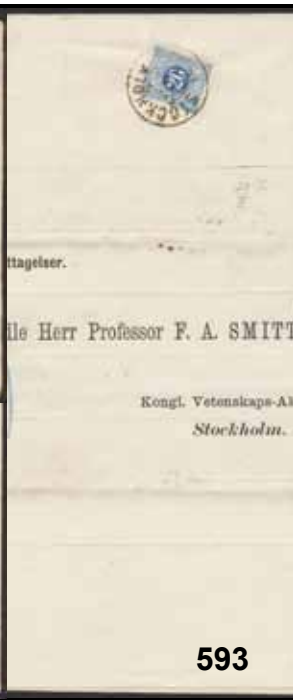 ttagelser.
ile Herr Professor F. A. SMITT
Kongl. Vetenskaps-Ak
Stockholm.
593